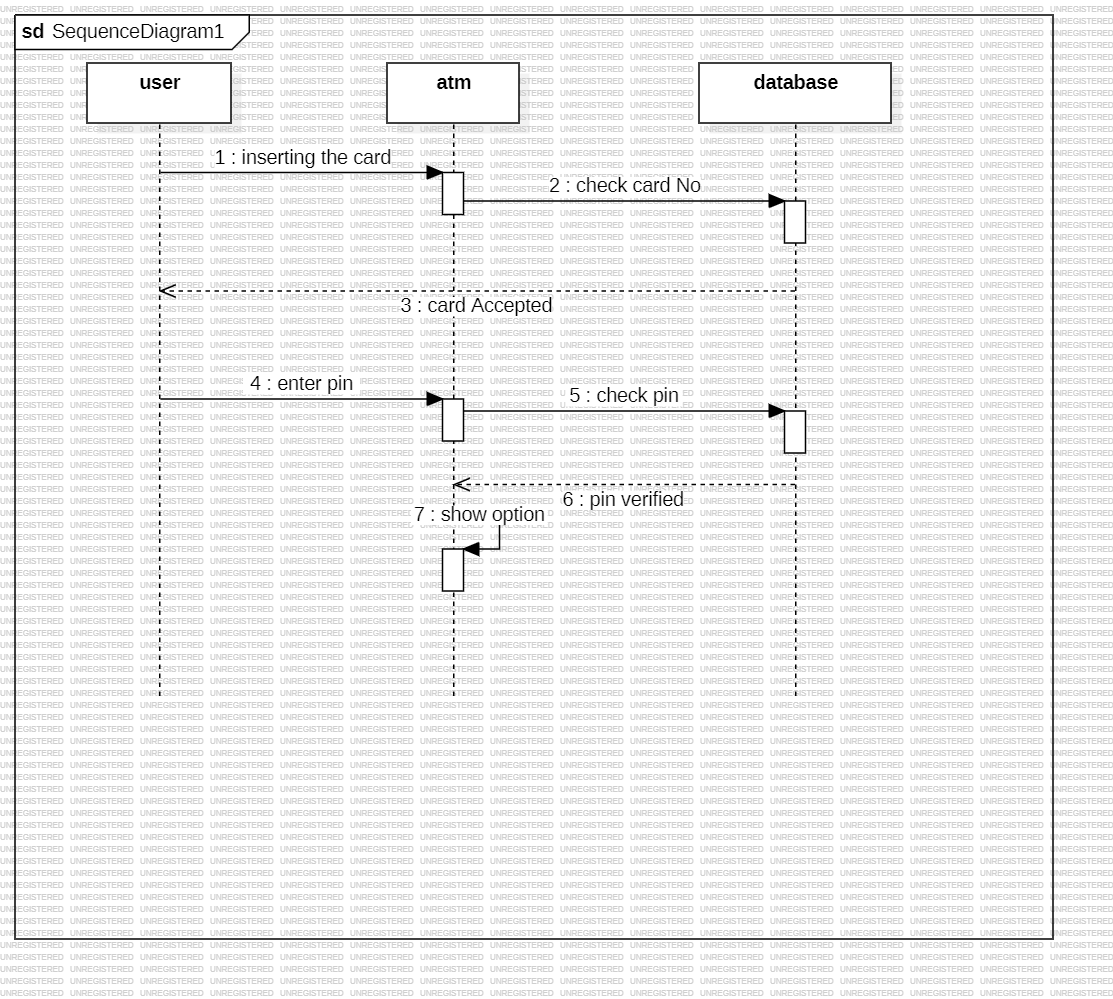 sd SequenceDiagram1
user
atm
database
1 : inserting the card
2 : check card No
3 : card Accepted
4 : enter pin
5 : check pin
6 : pin verified
7 : show option
UNREGISTERED